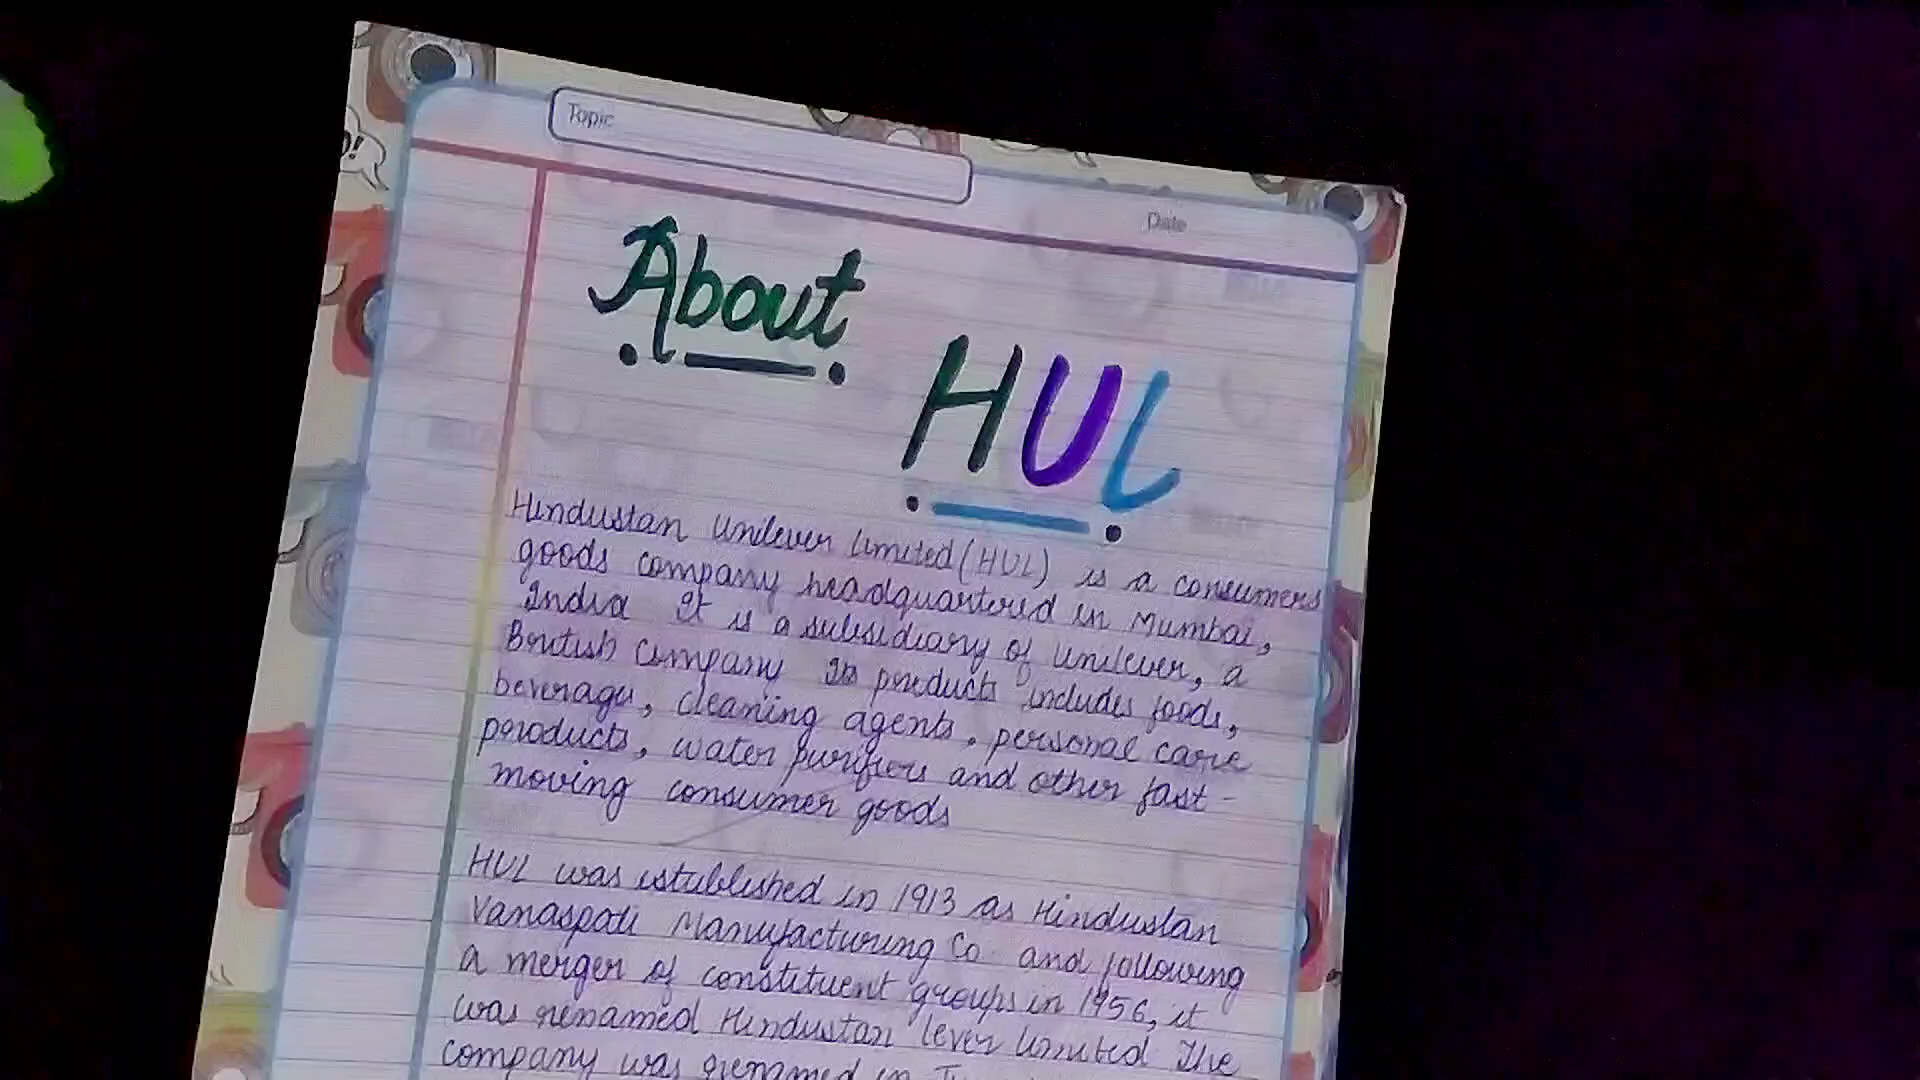 Topic
Date
About
HUL
Hindustan Unilever Limited (HUL) is a consumers
goods company headquartered in Mumbai,
India It is a subsidiary of Unilever, a
British Company Its products includes foods,
beverage, cleaning agents, personal care
products, water purifiers and other fast-
moving consumer goods
HUL was established in 1913 as Hindustan
Vanaspati Manufacturing Co. and following
a merger of constituent groups in 1956, it
was renamed Hindustan lever limited The
company was renamed in